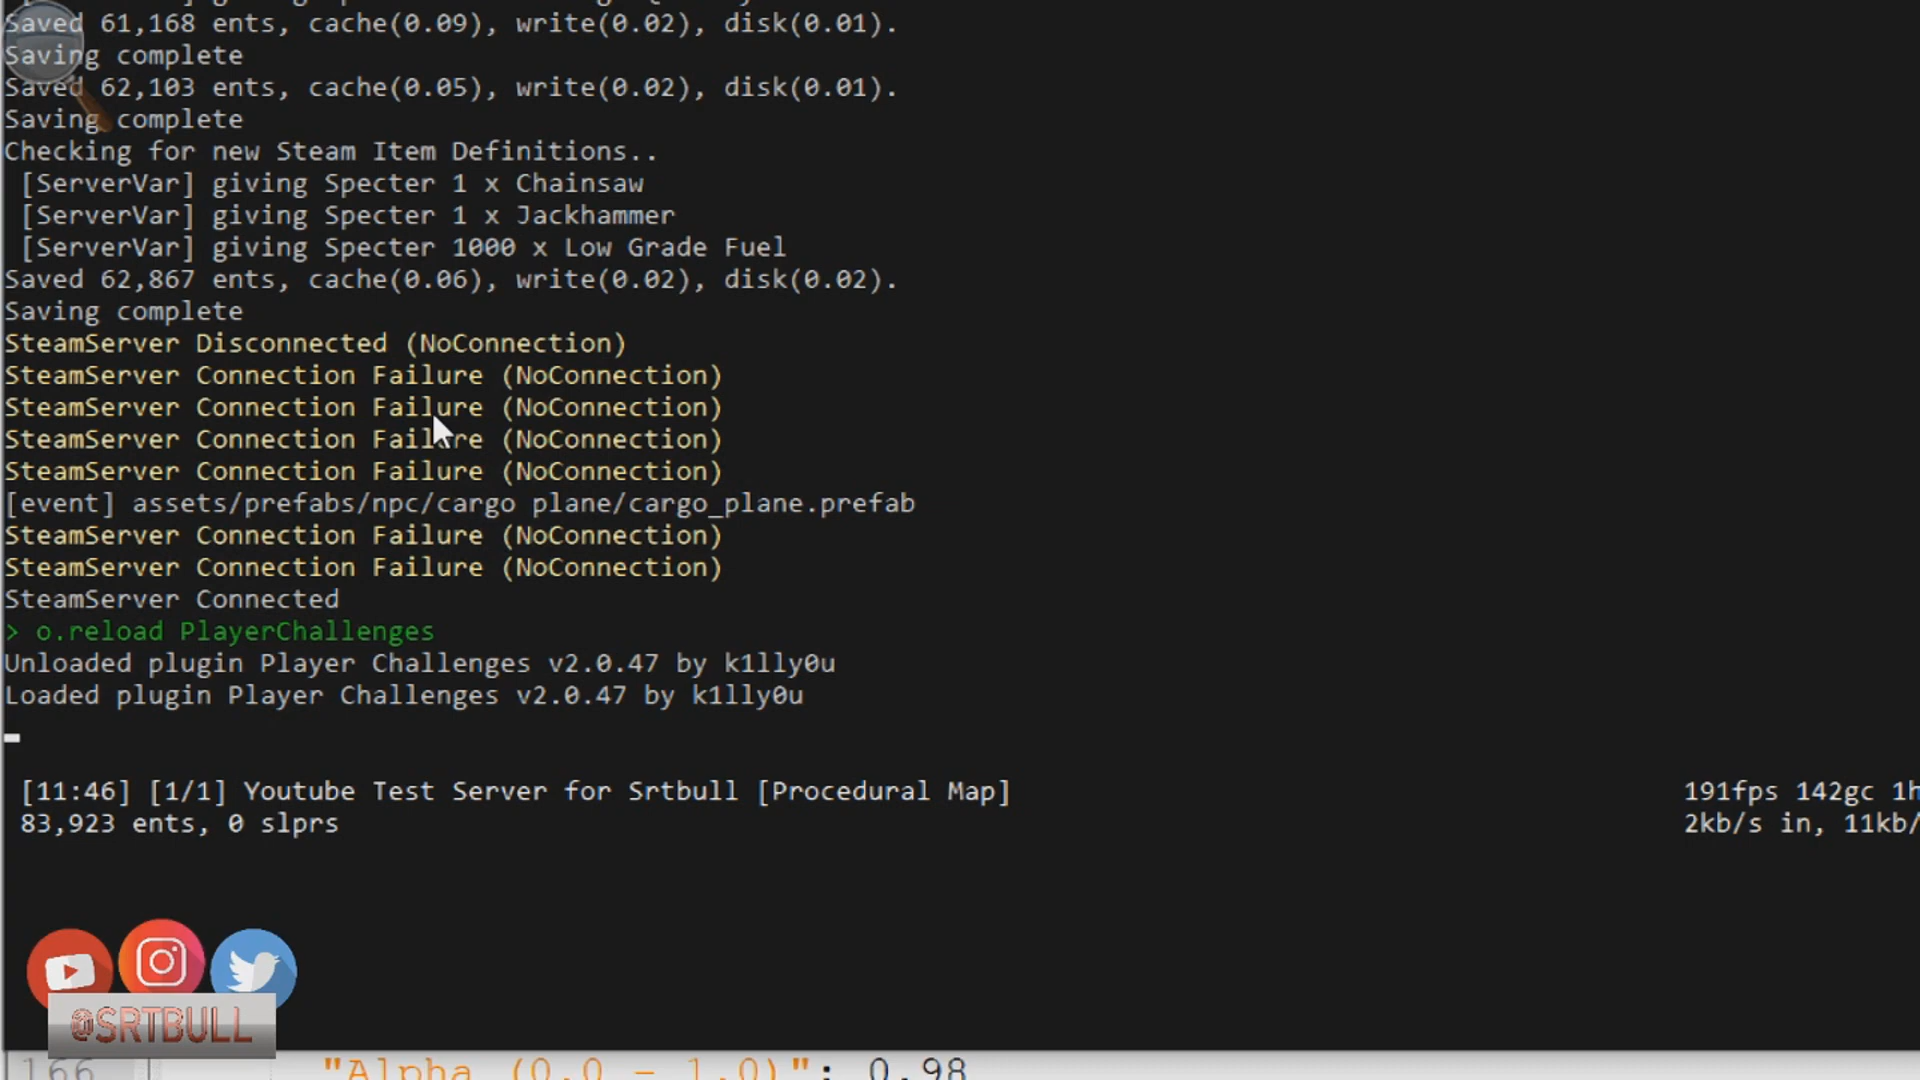 Saved 61,168 ents, cache(0.09), write(0.02), disk(0.01).
Saving complete
Saved 62,103 ents, cache(0.05), write(0.02), disk(0.01).
Saving complete
Checking for new Steam Item Definitions..
[ServerVar] giving Specter 1 x Chainsaw
[ServerVar] giving Specter 1 x Jackhammer
[ServerVar] giving Specter 1000 x Low Grade Fuel
Saved 62,867 ents, cache(0.06), write(0.02), disk(0.02).
Saving complete
SteamServer Disconnected (NoConnection)
SteamServer Connection Failure (NoConnection)
SteamServer Connection Failure (NoConnection)
SteamServer Connection Failure (NoConnection)
SteamServer Connection Failure (NoConnection)
[event] assets/prefabs/npc/cargo plane/cargo_plane.prefab
SteamServer Connection Failure (NoConnection)
SteamServer Connection Failure (NoConnection)
SteamServer Connected
> o.reload PlayerChallenges
Unloaded plugin Player Challenges v2.0.47 by k1lly0u
Loaded plugin Player Challenges v2.0.47 by k1lly0u
[11:46] [1/1] Youtube Test Server for Srtbull [Procedural Map] 191fps 142gc 1h
83,923 ents, 0 slprs 2kb/s in, 11kb/
@SRTBULL
166 "Alpha (0.0 - 1.0)": 0.98